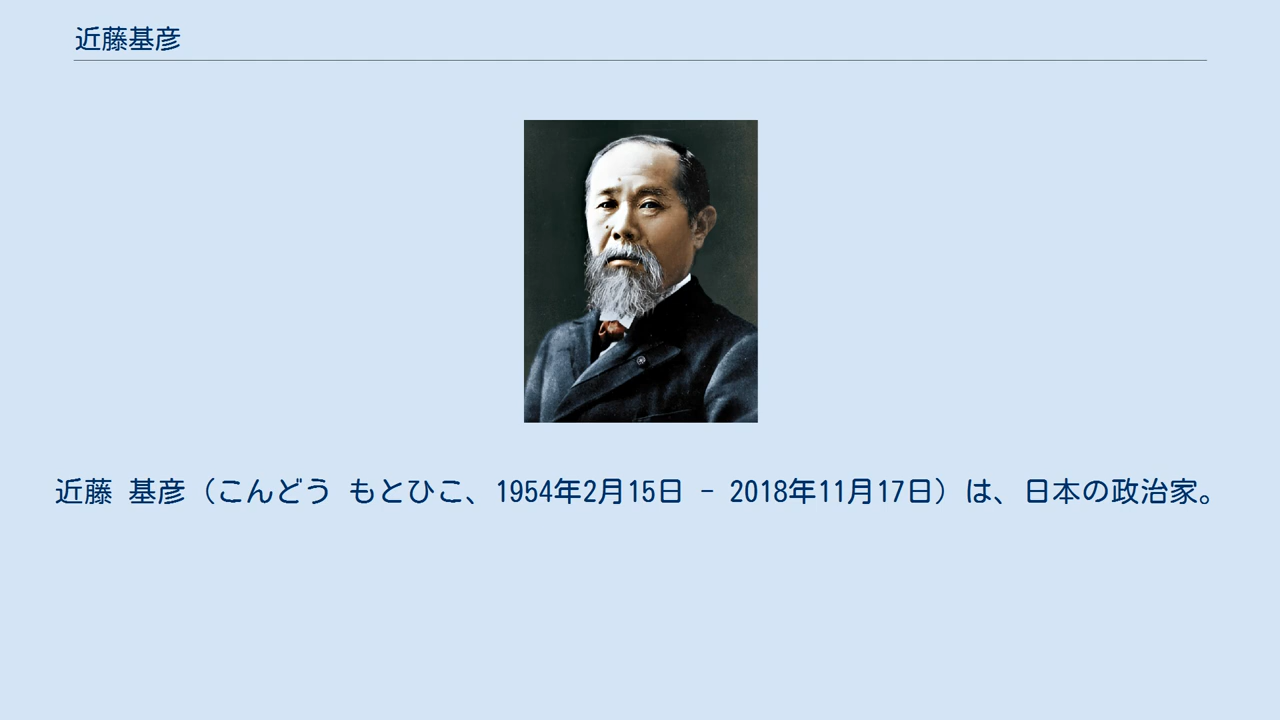 近藤基彦
近藤 基彦（こんどう もとひこ、1954年2月15日 - 2018年11月17日）は、日本の政治家。